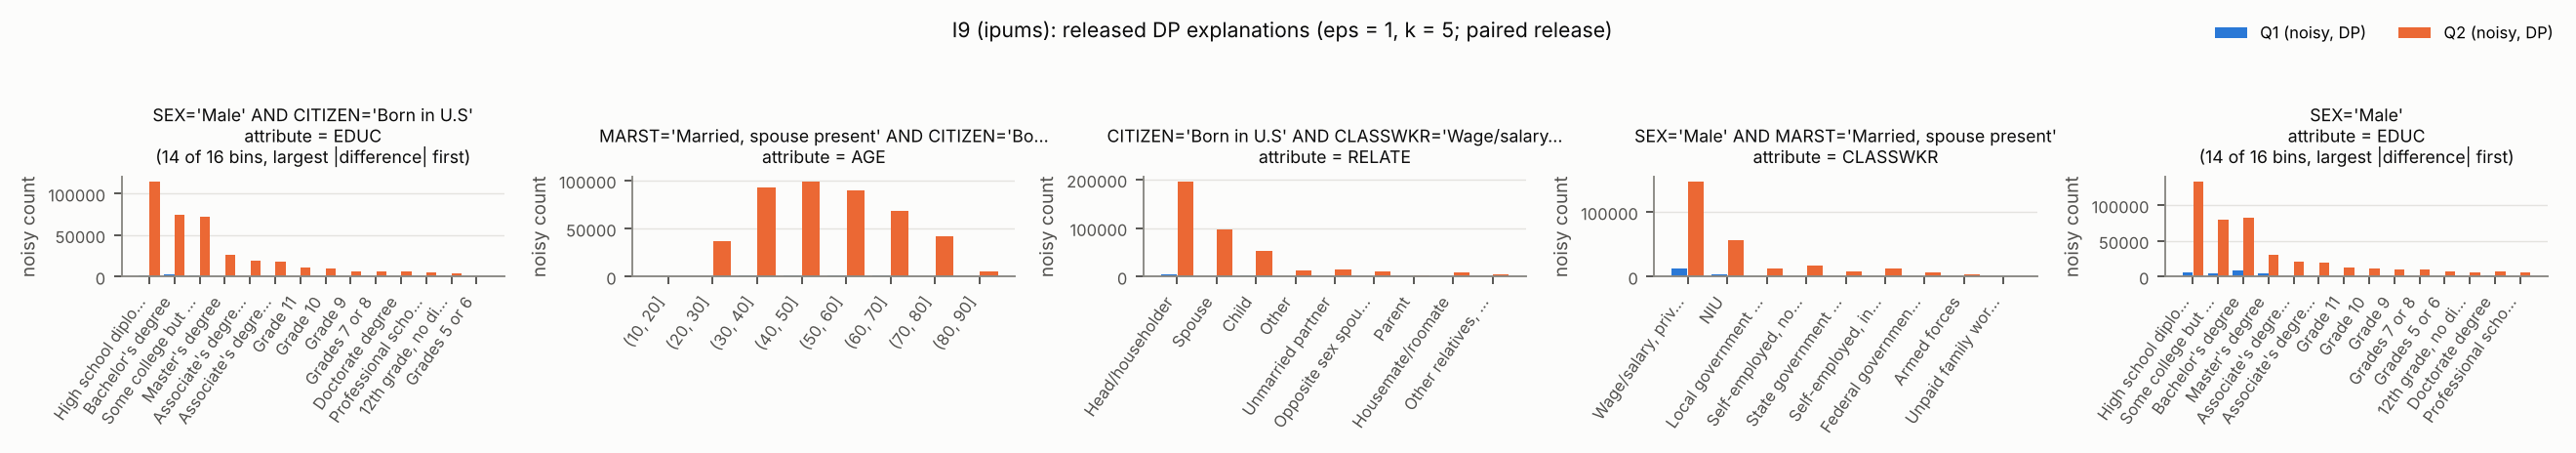 I9 (ipums): released DP explanations (eps = 1, k = 5; paired release)
Q1 (noisy, DP)
Q2 (noisy, DP)
SEX='Male' AND CITIZEN='Born in U.S'
attribute = EDUC
(14 of 16 bins, largest |difference| first)
noisy count
100000
50000
0
High school diplo...
Bachelor's degree
Some college but ...
Master's degree
Associate's degre...
Associate's degre...
Grade 11
Grade 10
Grade 9
Grades 7 or 8
Doctorate degree
Professional scho...
12th grade, no di...
Grades 5 or 6
MARST='Married, spouse present' AND CITIZEN='Bo...
attribute = AGE
noisy count
100000
50000
0
(10, 20]
(20, 30]
(30, 40]
(40, 50]
(50, 60]
(60, 70]
(70, 80]
(80, 90]
CITIZEN='Born in U.S' AND CLASSWKR='Wage/salary...
attribute = RELATE
noisy count
200000
100000
0
Head/householder
Spouse
Child
Other
Unmarried partner
Opposite sex spou...
Parent
Housemate/roomate
Other relatives, ...
SEX='Male' AND MARST='Married, spouse present'
attribute = CLASSWKR
noisy count
100000
0
Wage/salary, priv...
NIU
Local government ...
Self-employed, no...
State government ...
Self-employed, in...
Federal governmen...
Armed forces
Unpaid family wor...
SEX='Male'
attribute = EDUC
(14 of 16 bins, largest |difference| first)
noisy count
100000
50000
0
High school diplo...
Some college but ...
Bachelor's degree
Master's degree
Associate's degre...
Associate's degre...
Grade 11
Grade 10
Grade 9
Grades 7 or 8
Grades 5 or 6
12th grade, no di...
Doctorate degree
Professional scho...